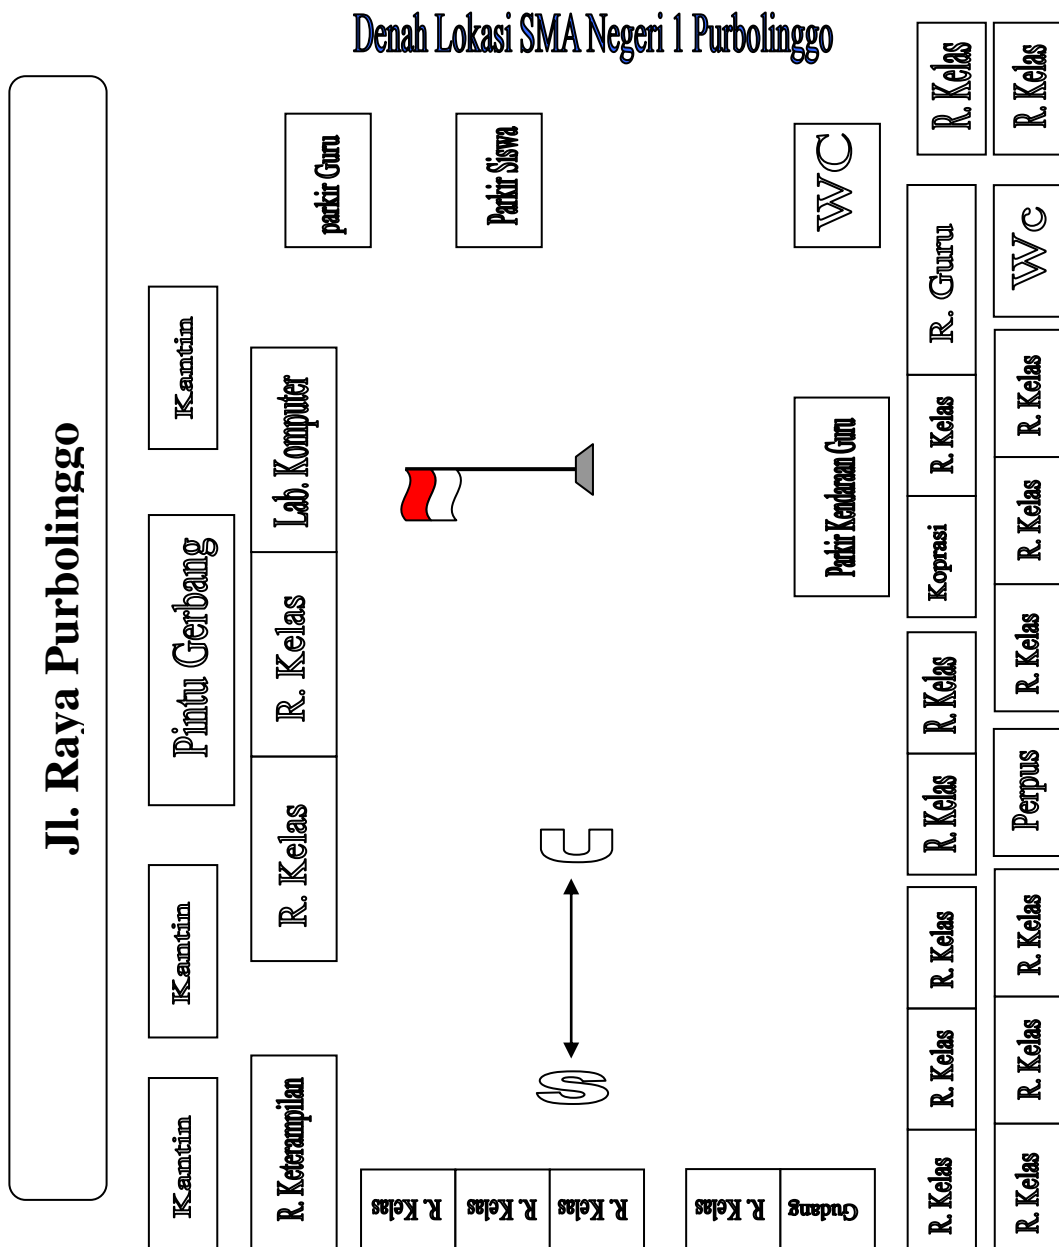 Denah Lokasi SMA Negeri 1 Purbolinggo
Jl. Raya Purbolinggo
Kantin
Pintu Gerbang
Kantin
Kantin
parkir Guru
Lab. Komputer
R. Kelas
R. Kelas
R. Keterampilan
Parkir Siswa
U
S
R. Kelas
R. Kelas
R. Kelas
R. Kelas
Gudang
WC
Parkir Kendaraan Guru
R. Kelas
R. Guru
R. Kelas
Koprasi
R. Kelas
R. Kelas
R. Kelas
R. Kelas
R. Kelas
R. Kelas
Wc
R. Kelas
R. Kelas
R. Kelas
Perpus
R. Kelas
R. Kelas
R. Kelas